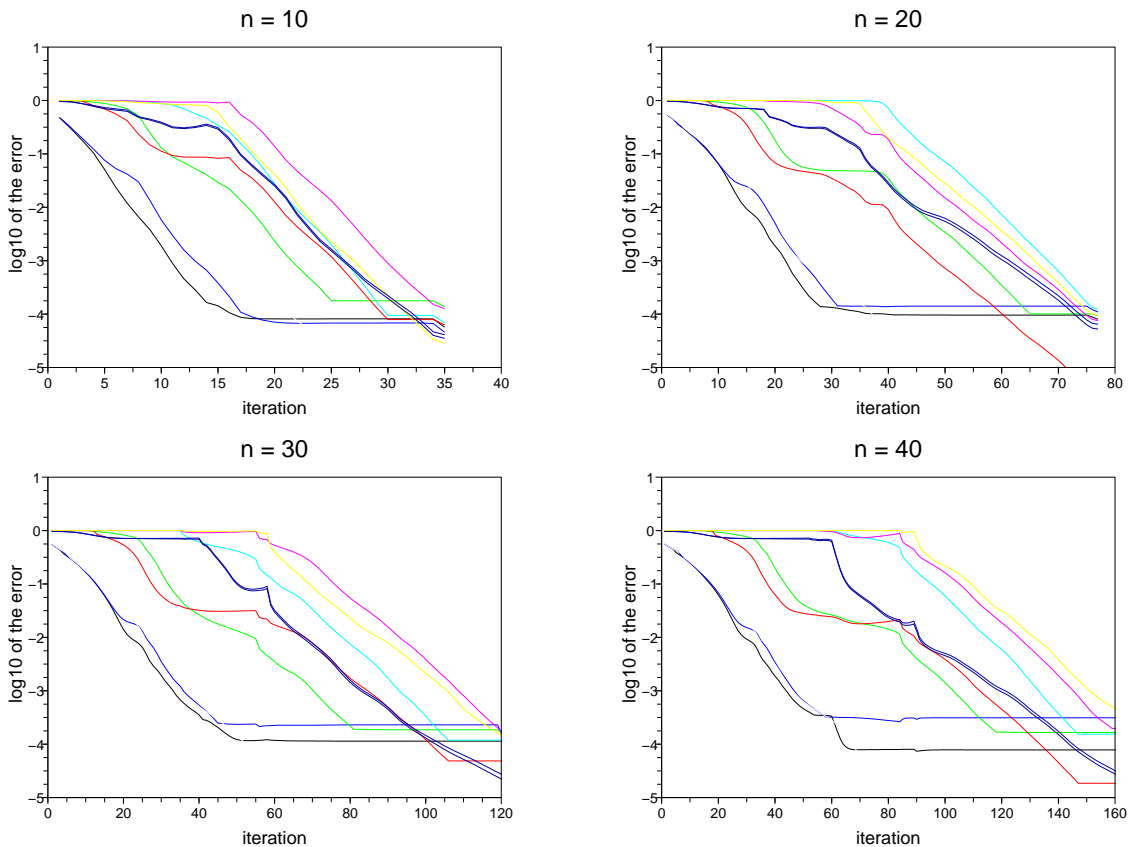 n = 10
log10 of the error
1
0
−1
−2
−3
−4
−5
0 5 10 15 20 25 30 35 40
iteration
n = 20
log10 of the error
1
0
−1
−2
−3
−4
−5
0 10 20 30 40 50 60 70 80
iteration
n = 30
log10 of the error
1
0
−1
−2
−3
−4
−5
0 20 40 60 80 100 120
iteration
n = 40
log10 of the error
1
0
−1
−2
−3
−4
−5
0 20 40 60 80 100 120 140 160
iteration